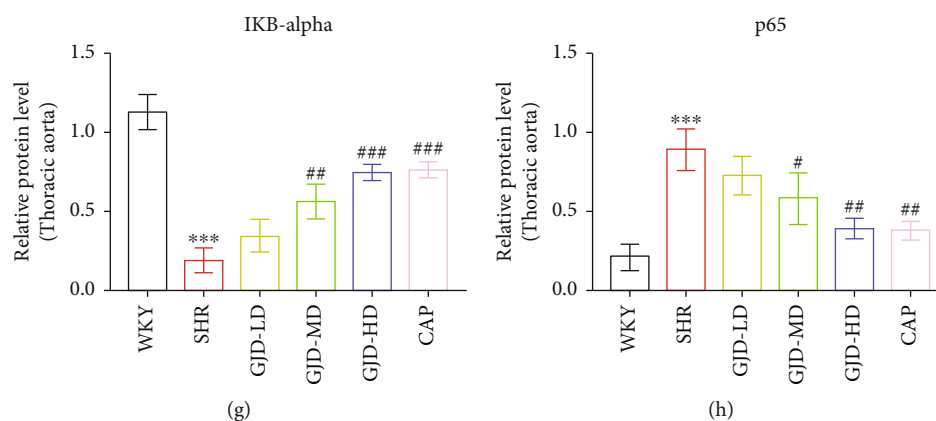 IKB-alpha
Relative protein level
(Thoracic aorta)
1.5
1.0
0.5
0.0
***
##
###
###
WKY
SHR
GJD-LD
GJD-MD
GJD-HD
CAP
(g)
p65
Relative protein level
(Thoracic aorta)
1.5
1.0
0.5
0.0
***
#
##
##
WKY
SHR
GJD-LD
GJD-MD
GJD-HD
CAP
(h)